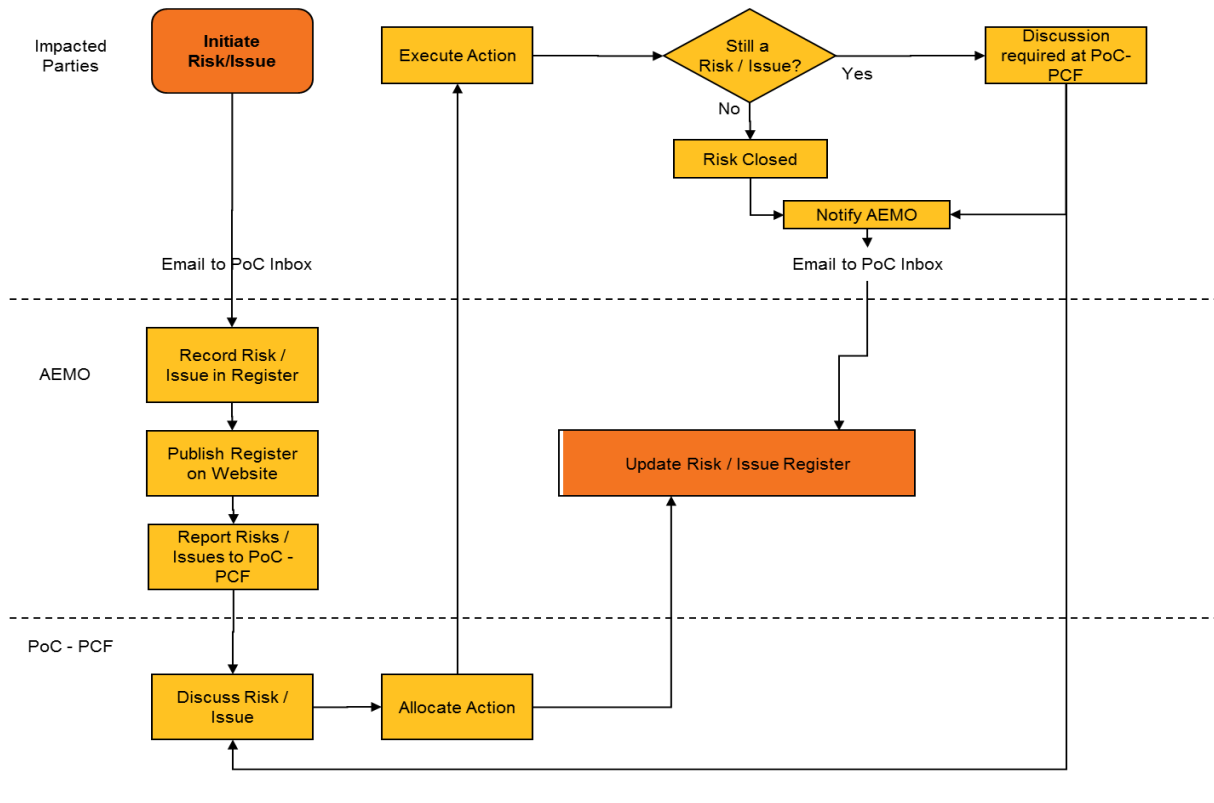 Impacted
Parties
Initiate
Risk/Issue
Execute Action
Still a
Risk / Issue?
Yes
Discussion
required at PoC-
PCF
No
Risk Closed
Notify AEMO
Email to PoC Inbox
Email to PoC Inbox
AEMO
Record Risk /
Issue in Register
Publish Register
on Website
Update Risk / Issue Register
Report Risks /
Issues to PoC -
PCF
PoC - PCF
Discuss Risk /
Issue
Allocate Action